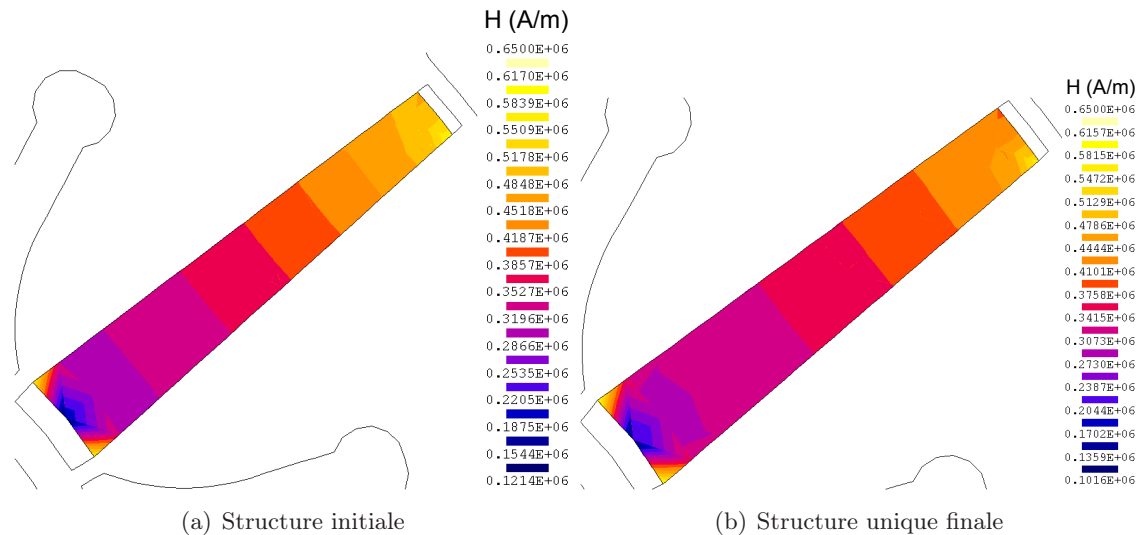 H (A/m)
0.6500E+06
0.6170E+06
0.5839E+06
0.5509E+06
0.5178E+06
0.4848E+06
0.4518E+06
0.4187E+06
0.3857E+06
0.3527E+06
0.3196E+06
0.2866E+06
0.2535E+06
0.2205E+06
0.1875E+06
0.1544E+06
0.1214E+06
(a) Structure initiale
H (A/m)
0.6500E+06
0.6157E+06
0.5815E+06
0.5472E+06
0.5129E+06
0.4786E+06
0.4444E+06
0.4101E+06
0.3758E+06
0.3415E+06
0.3073E+06
0.2730E+06
0.2387E+06
0.2044E+06
0.1702E+06
0.1359E+06
0.1016E+06
(b) Structure unique finale